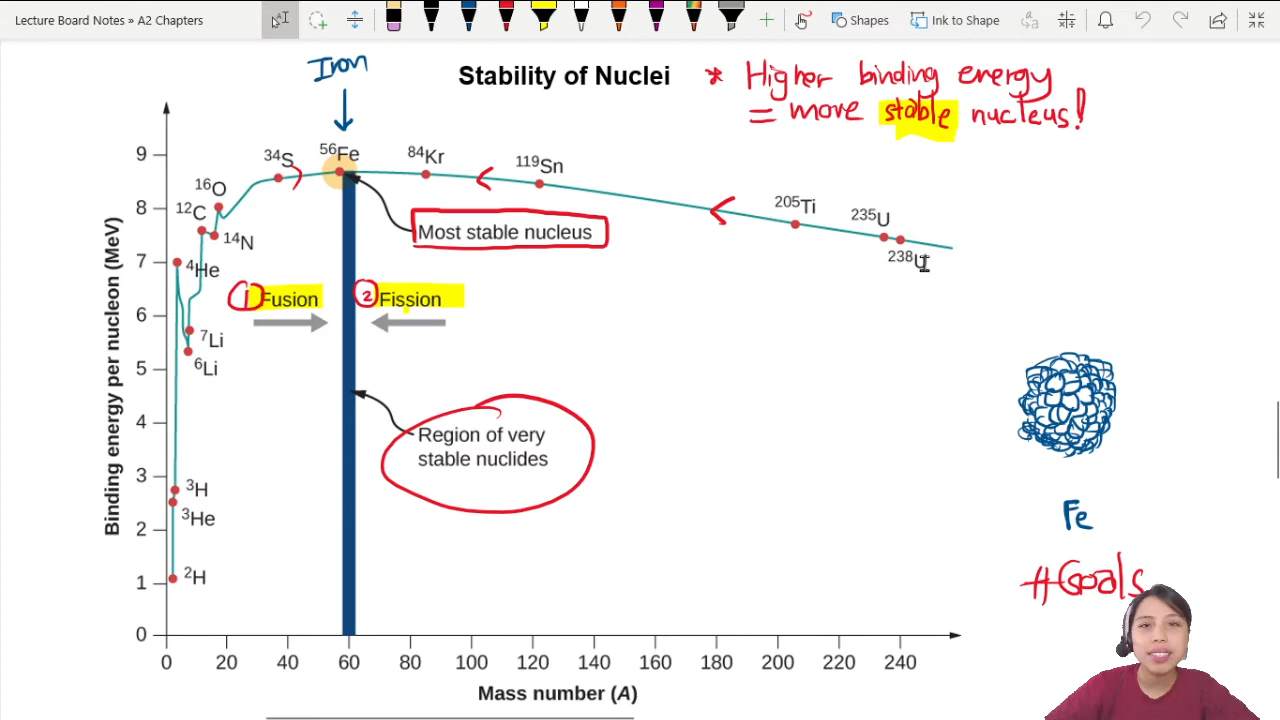 Lecture Board Notes » A2 Chapters
Shapes
Ink to Shape
Stability of Nuclei
* Higher binding energy
= more stable nucleus!
Iron
Binding energy per nucleon (MeV)
9
8
7
6
5
4
3
2
1
0
34S
56Fe
84Kr
119Sn
16O
12C
14N
205Ti
235U
238U
4He
7Li
6Li
3H
3He
2H
Most stable nucleus
1 Fusion
2 Fission
Region of very
stable nuclides
0 20 40 60 80 100 120 140 160 180 200 220 240
Mass number (A)
Fe
#Goals